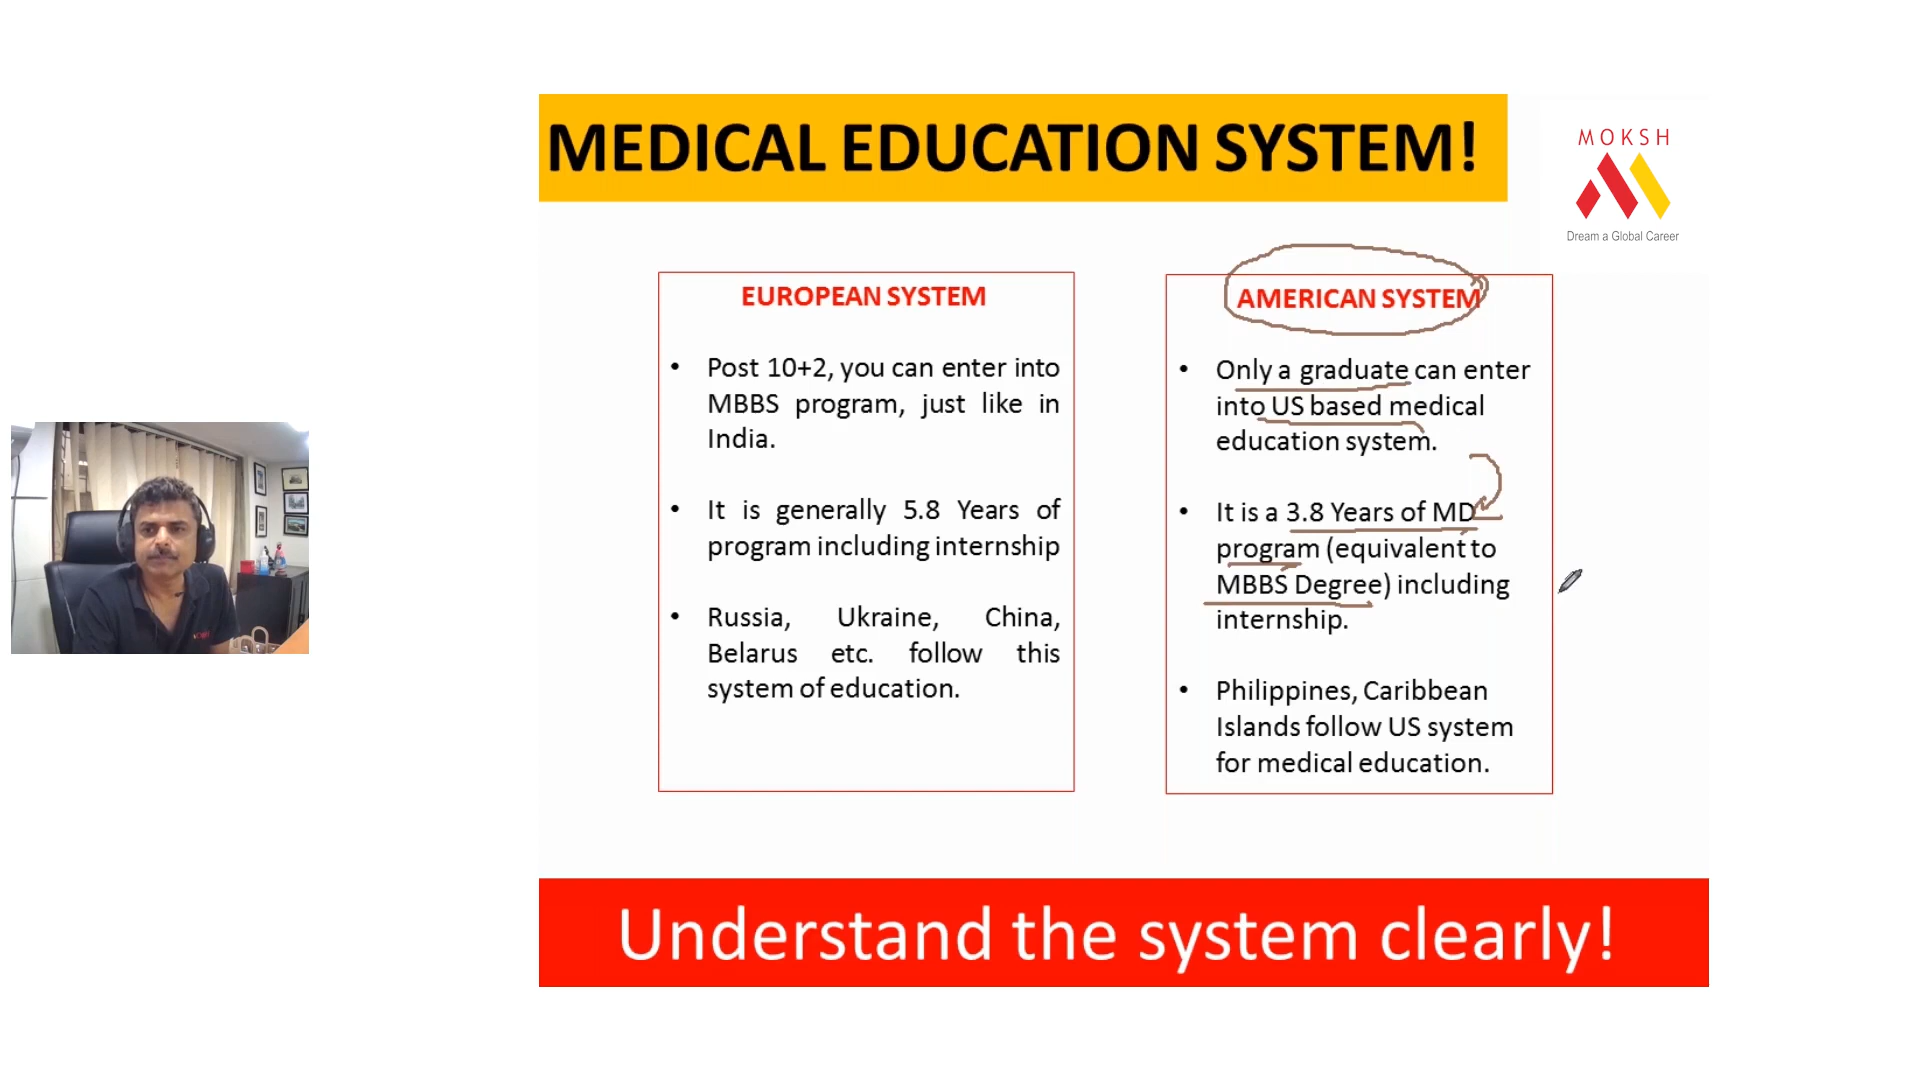 MEDICAL EDUCATION SYSTEM!
MOKSH
Dream a Global Career
EUROPEAN SYSTEM
• Post 10+2, you can enter into
MBBS program, just like in
India.
• It is generally 5.8 Years of
program including internship
• Russia, Ukraine, China,
Belarus etc. follow this
system of education.
AMERICAN SYSTEM
• Only a graduate can enter
into US based medical
education system.
• It is a 3.8 Years of MD
program (equivalent to
MBBS Degree) including
internship.
• Philippines, Caribbean
Islands follow US system
for medical education.
Understand the system clearly!